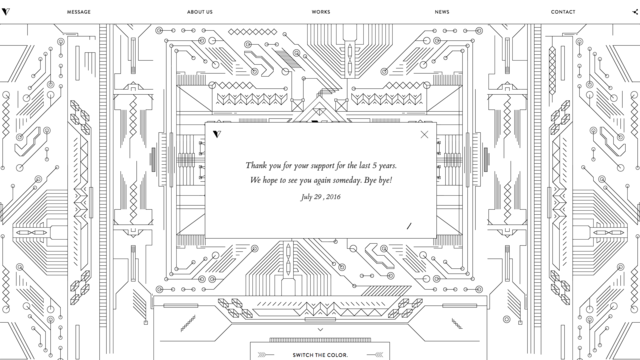 MESSAGE
ABOUT US
WORKS
NEWS
CONTACT
Thank you for your support for the last 5 years.
We hope to see you again someday. Bye bye!
July 29 , 2016
SWITCH THE COLOR.